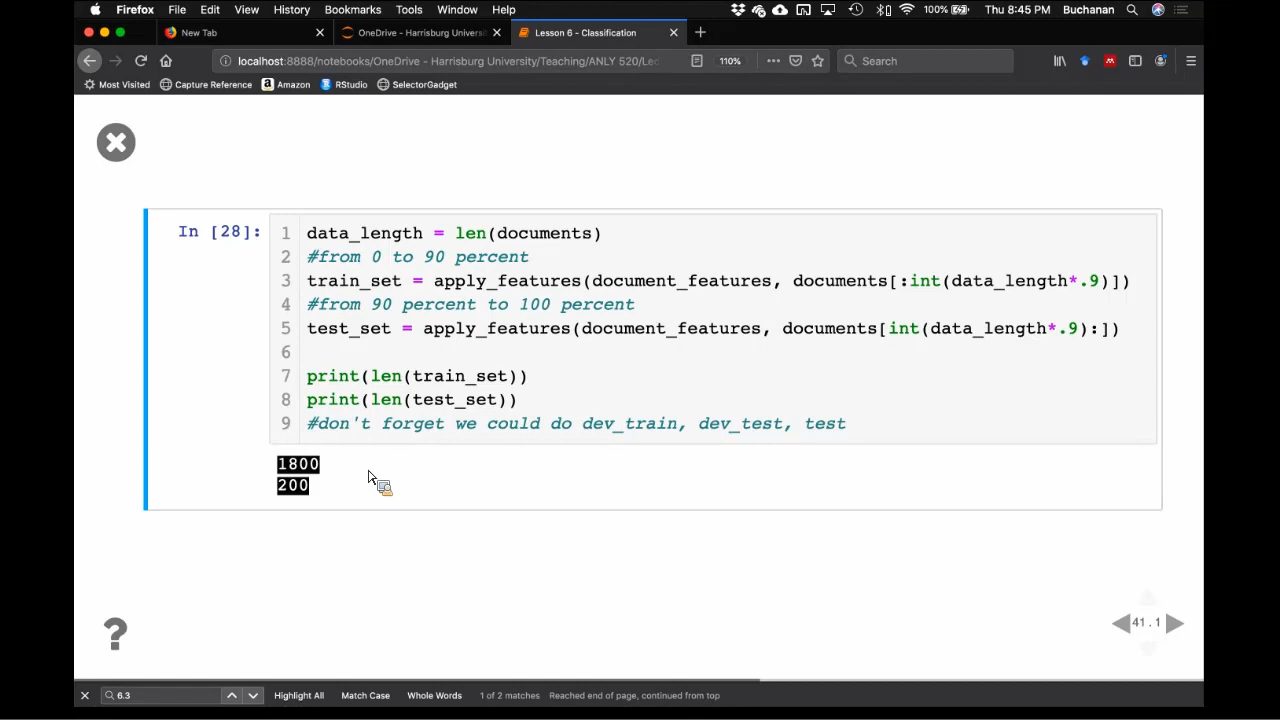 Firefox File Edit View History Bookmarks Tools Window Help 100% Thu 8:45 PM Buchanan
New Tab OneDrive - Harrisburg Universi Lesson 6 - Classification
localhost:8888/notebooks/OneDrive - Harrisburg University/Teaching/ANLY 520/Lec 110% Search
Most Visited Capture Reference Amazon RStudio SelectorGadget
In [28]:
1 data_length = len(documents)
2 #from 0 to 90 percent
3 train_set = apply_features(document_features, documents[:int(data_length*.9)])
4 #from 90 percent to 100 percent
5 test_set = apply_features(document_features, documents[int(data_length*.9):])
6
7 print(len(train_set))
8 print(len(test_set))
9 #don't forget we could do dev_train, dev_test, test
1800
200
?
41.1
6.3 Highlight All Match Case Whole Words 1 of 2 matches Reached end of page, continued from top